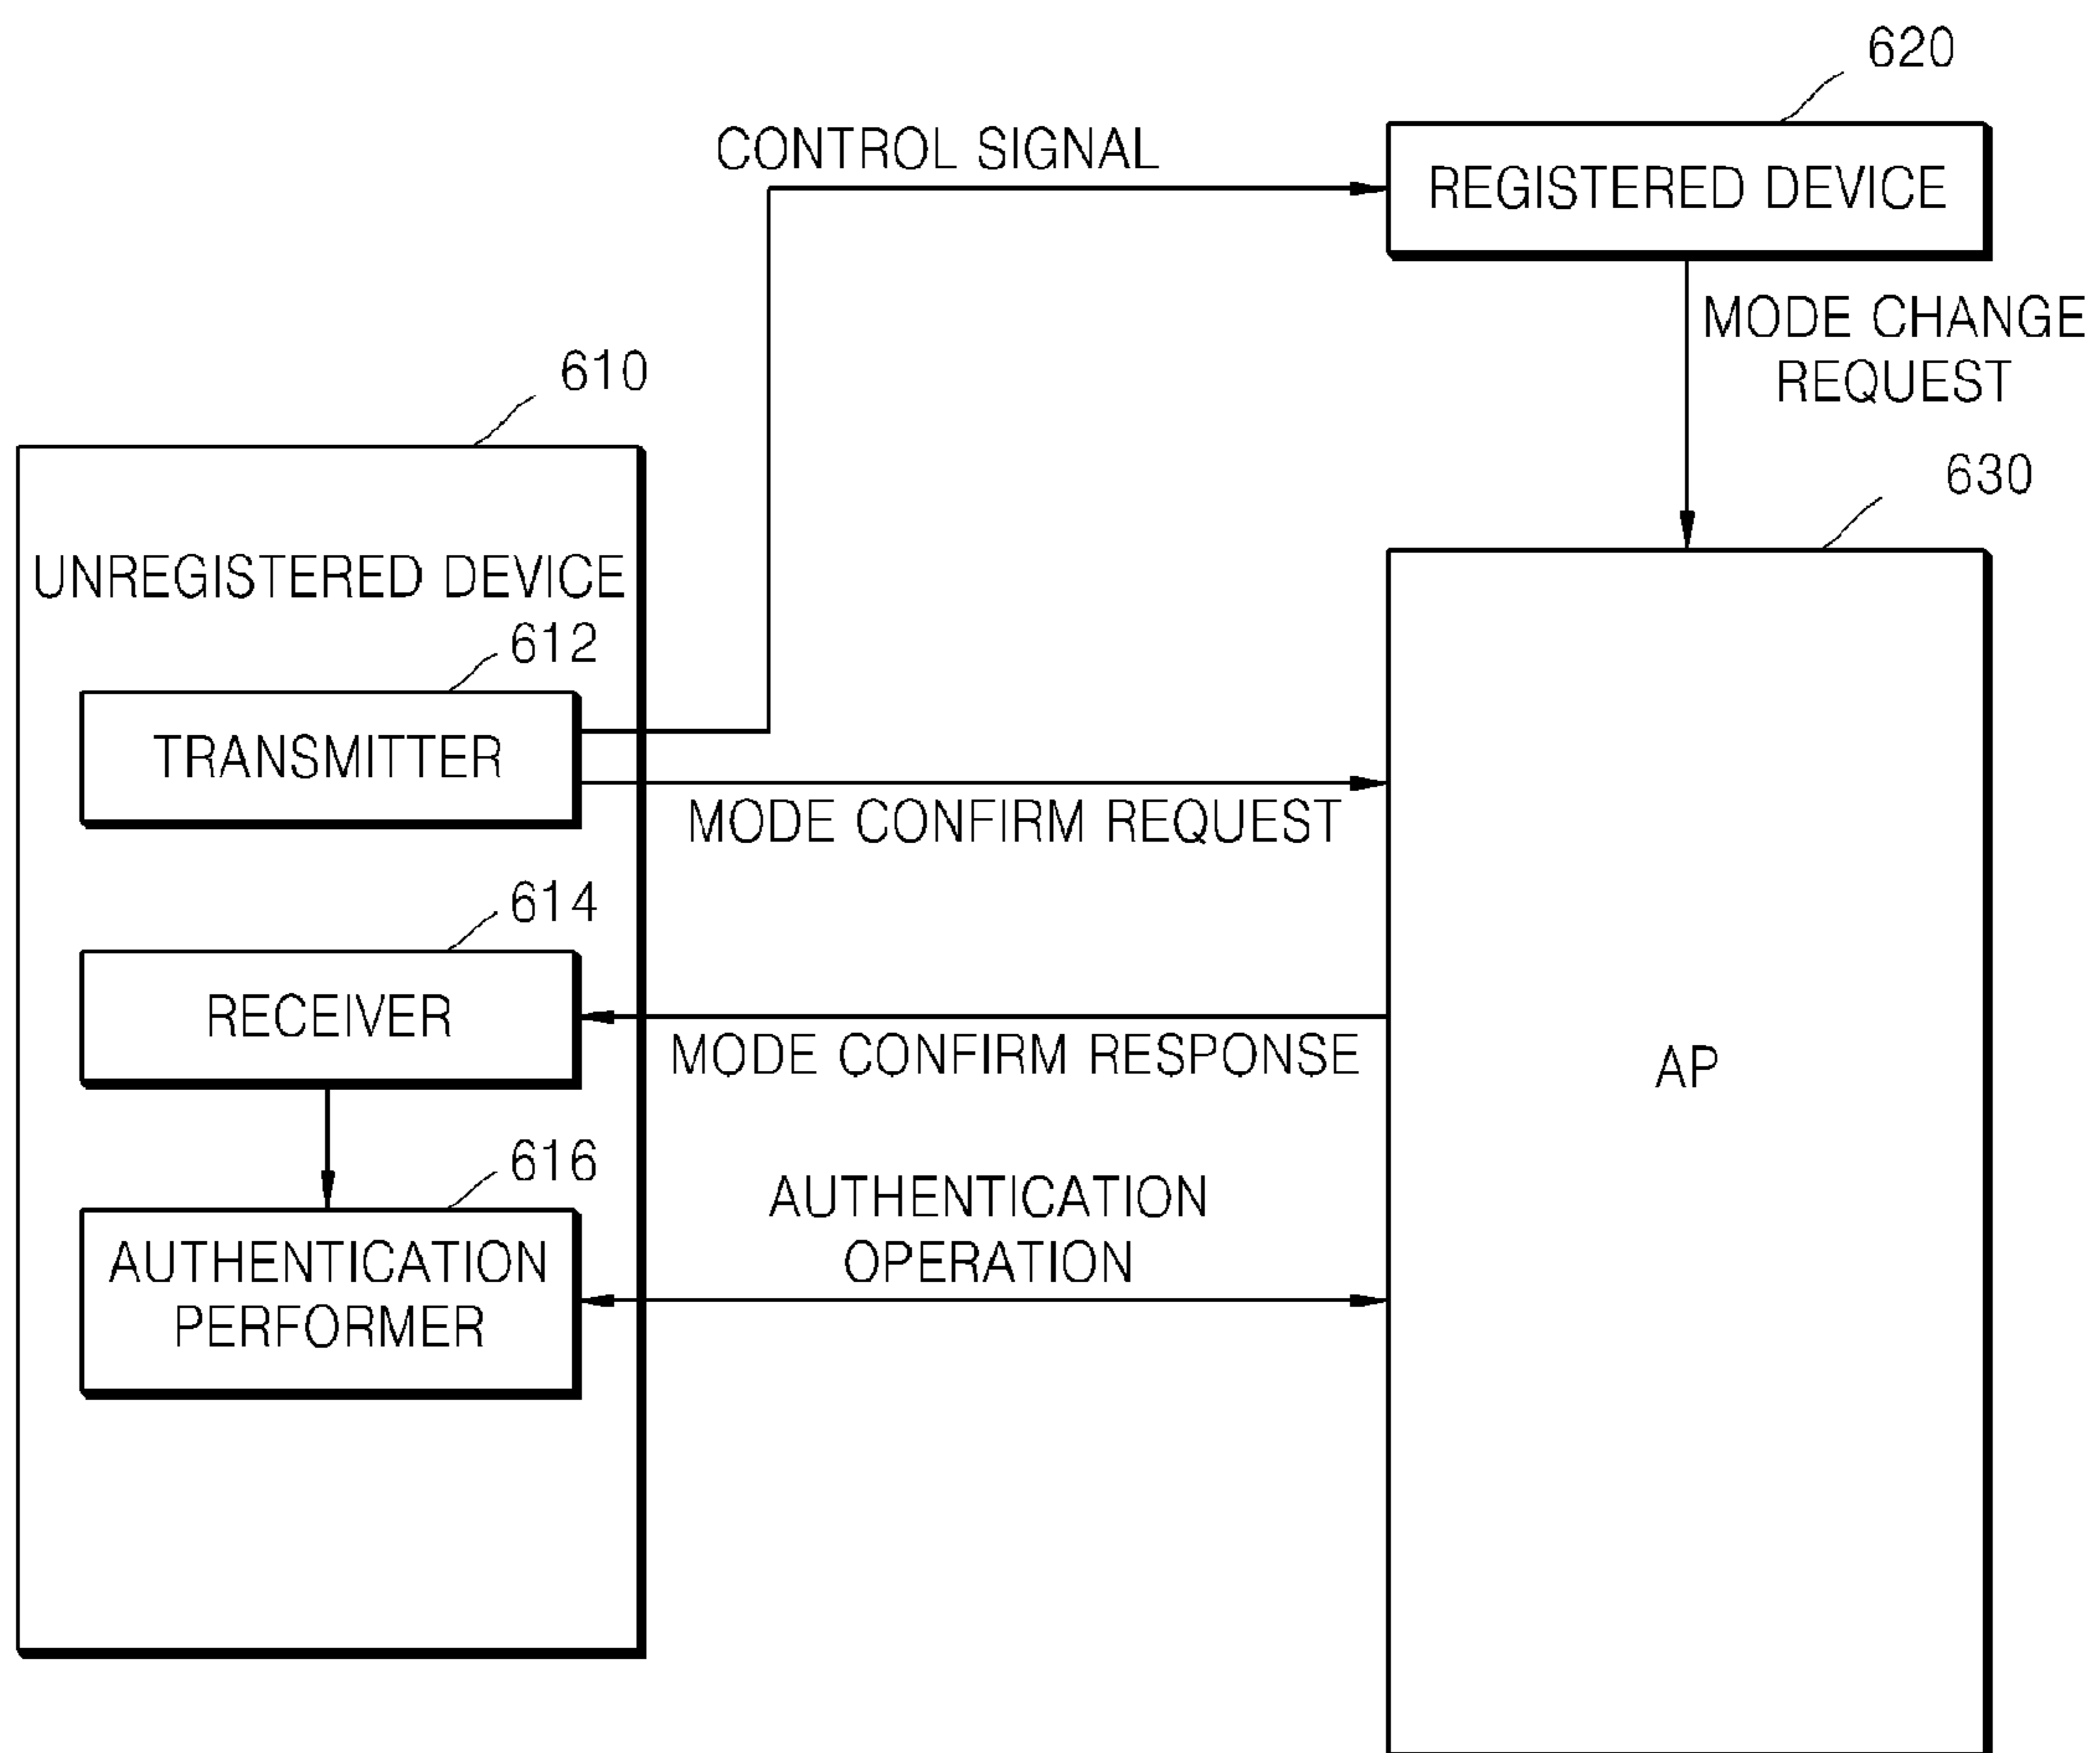 620
CONTROL SIGNAL
REGISTERED DEVICE
MODE CHANGE
REQUEST
610
630
UNREGISTERED DEVICE
612
TRANSMITTER
MODE CONFIRM REQUEST
614
RECEIVER
MODE CONFIRM RESPONSE
AP
616
AUTHENTICATION
PERFORMER
AUTHENTICATION
OPERATION